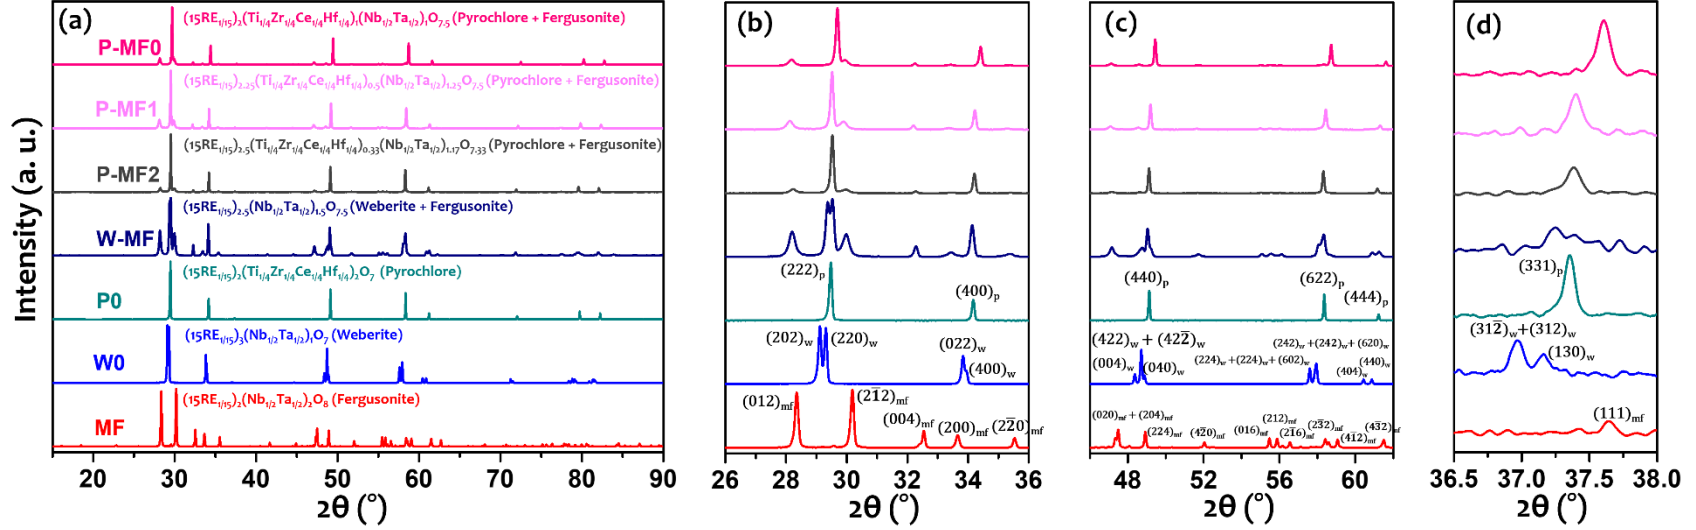 (a)
(15RE1/15)2(Ti1/4Zr1/4Ce1/4Hf1/4)1(Nb1/2Ta1/2)1O7.5 (Pyrochlore + Fergusonite)
P-MF0
(15RE1/15)2.25(Ti1/4Zr1/4Ce1/4Hf1/4)0.5(Nb1/2Ta1/2)1.25O7.5 (Pyrochlore + Fergusonite)
P-MF1
(15RE1/15)2.5(Ti1/4Zr1/4Ce1/4Hf1/4)0.33(Nb1/2Ta1/2)1.17O7.33 (Pyrochlore + Fergusonite)
P-MF2
(15RE1/15)2.5(Nb1/2Ta1/2)1.5O7.5 (Weberite + Fergusonite)
W-MF
(15RE1/15)2(Ti1/4Zr1/4Ce1/4Hf1/4)2O7 (Pyrochlore)
P0
(15RE1/15)3(Nb1/2Ta1/2)1O7 (Weberite)
W0
(15RE1/15)2(Nb1/2Ta1/2)2O8 (Fergusonite)
MF
Intensity (a. u.)
20 30 40 50 60 70 80 90
2θ (°)
(b)
(222)p
(400)p
(202)w
(220)w
(022)w
(400)w
(012)mf
(2̅12)mf
(004)mf
(200)mf
(22̅0)mf
26 28 30 32 34 36
2θ (°)
(c)
(440)p
(622)p
(444)p
(422)w + (422̅)w
(004)w
(040)w
(242)w + (242)w + (620)w
(224)w + (224)w + (602)w
(440)w
(404)w
(020)mf + (204)mf
(224)mf
(42̅0)mf
(016)mf
(212)mf
(21̅6)mf
(23̅2)mf
(41̅2)mf
(43̅2)mf
48 52 56 60
2θ (°)
(d)
(331)p
(312̅)w+(312)w
(130)w
(111)mf
36.5 37.0 37.5 38.0
2θ (°)